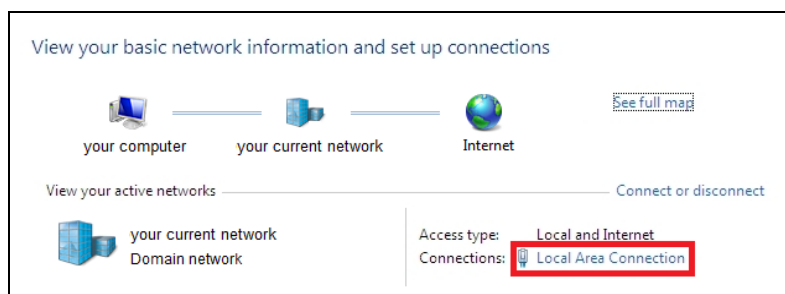 View your basic network information and set up connections
See full map
your computer your current network Internet
View your active networks Connect or disconnect
your current network Access type: Local and Internet
Domain network Connections: Local Area Connection